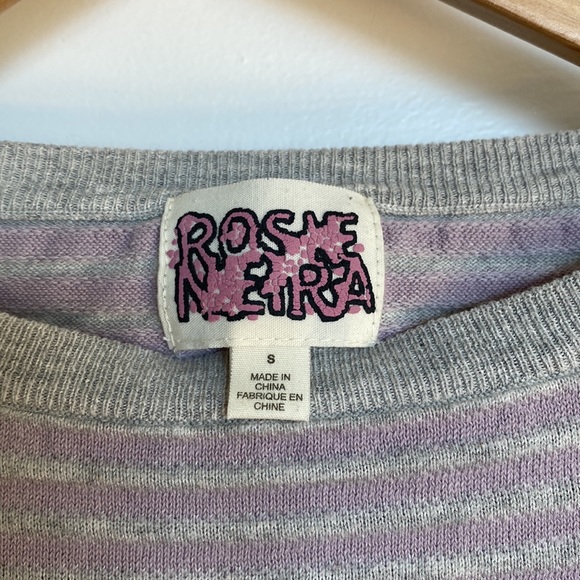 ROSIE
NEIRA
S
MADE IN
CHINA
FABRIQUE EN
CHINE